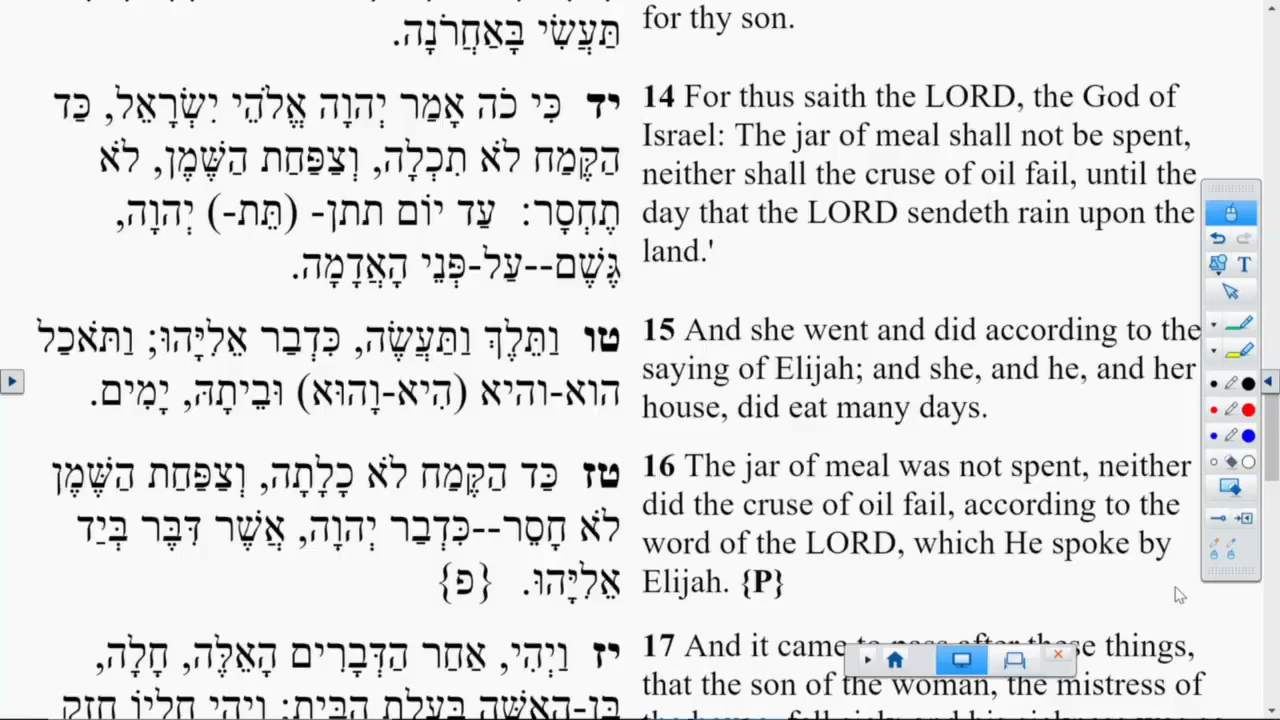 תַּעֲשִׂי בָּאַחֲרֹנָה.
יד כִּי כֹה אָמַר יְהוָה אֱלֹהֵי יִשְׂרָאֵל, כַּד
הַקֶּמַח לֹא תִכְלָה, וְצַפַּחַת הַשֶּׁמֶן, לֹא
תֶחְסָר: עַד יוֹם תתן- (תֵּת-) יְהוָה,
גֶּשֶׁם--עַל-פְּנֵי הָאֲדָמָה.
טו וַתֵּלֶךְ וַתַּעֲשֶׂה, כִּדְבַר אֵלִיָּהוּ; וַתֹּאכַל
הוא-והיא (הִיא-וָהוּא) וּבֵיתָהּ, יָמִים.
טז כַּד הַקֶּמַח לֹא כָלָתָה, וְצַפַּחַת הַשֶּׁמֶן
לֹא חָסֵר--כִּדְבַר יְהוָה, אֲשֶׁר דִּבֶּר בְּיַד
אֵלִיָּהוּ. {פ}
יז וַיְהִי, אַחַר הַדְּבָרִים הָאֵלֶּה, חָלָה,
בֶּן-הָאִשָּׁה בַּעֲלַת הַבָּיִת; וַיְהִי חָלְיוֹ חָזָק
for thy son.
14 For thus saith the LORD, the God of
Israel: The jar of meal shall not be spent,
neither shall the cruse of oil fail, until the
day that the LORD sendeth rain upon the
land.'
15 And she went and did according to the
saying of Elijah; and she, and he, and her
house, did eat many days.
16 The jar of meal was not spent, neither
did the cruse of oil fail, according to the
word of the LORD, which He spoke by
Elijah. {P}
17 And it came to pass after these things,
that the son of the woman, the mistress of
T